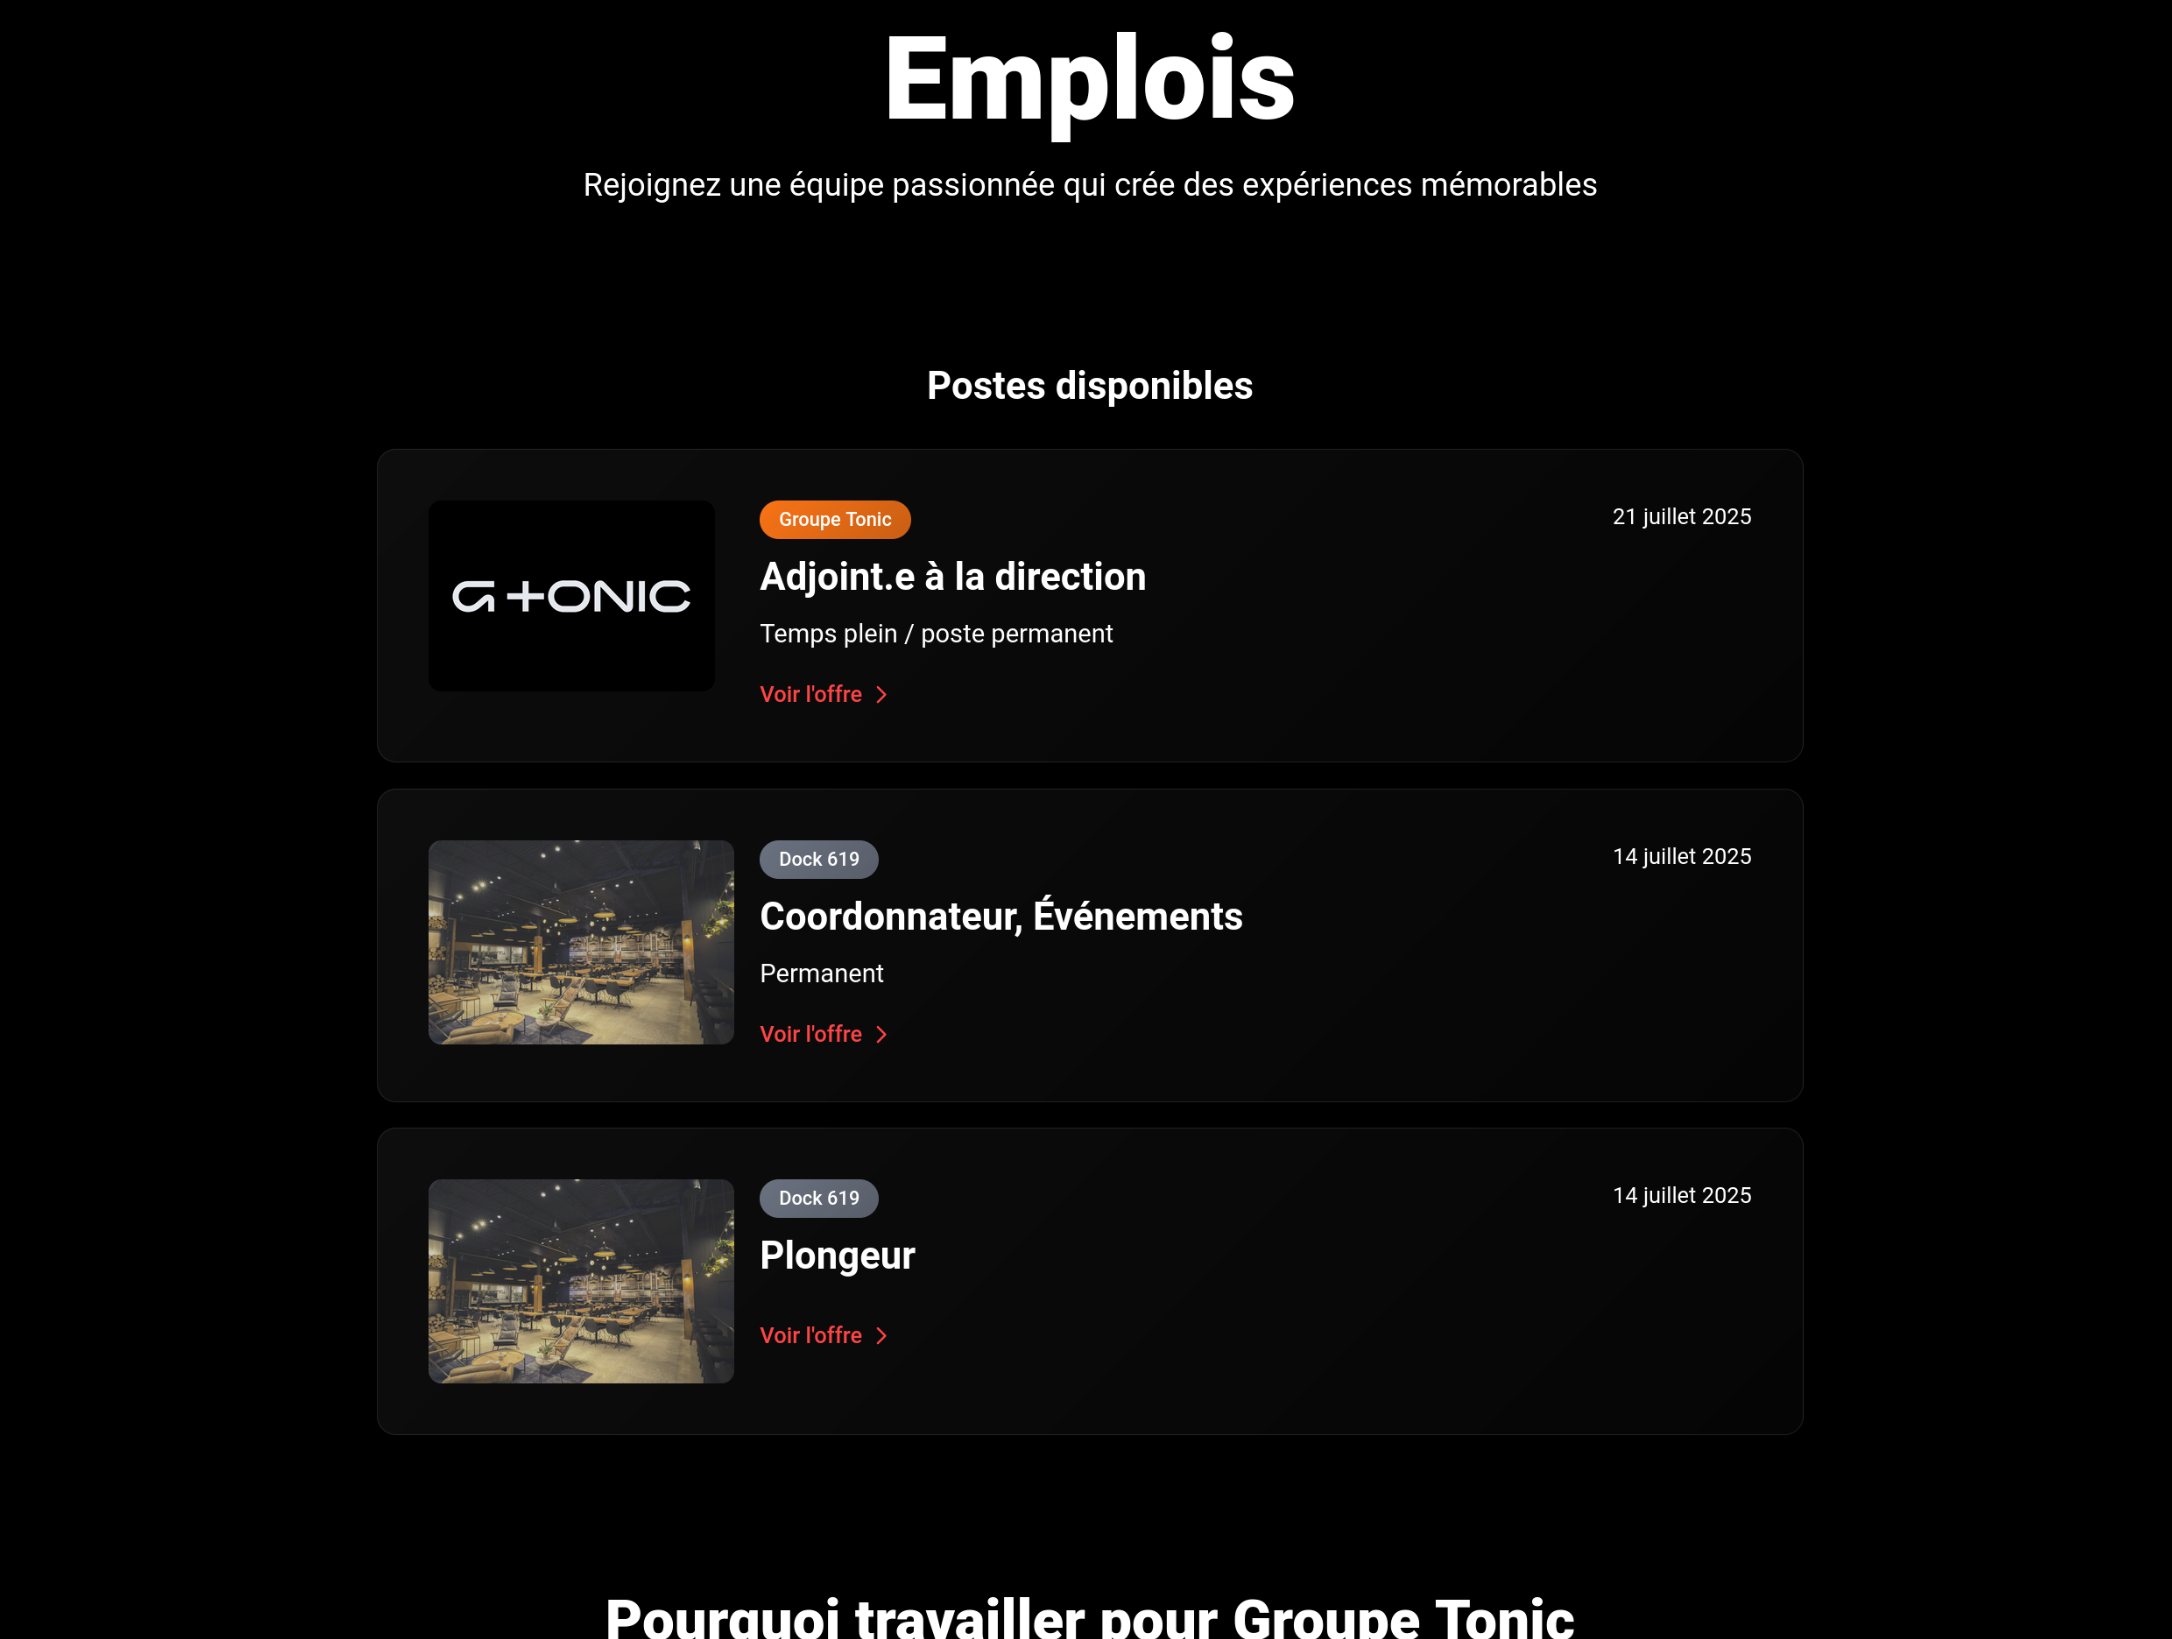 Emplois
Rejoignez une équipe passionnée qui crée des expériences mémorables
Postes disponibles
G TONIC
Groupe Tonic
21 juillet 2025
Adjoint.e à la direction
Temps plein / poste permanent
Voir l'offre
Dock 619
14 juillet 2025
Coordonnateur, Événements
Permanent
Voir l'offre
Dock 619
14 juillet 2025
Plongeur
Voir l'offre
Pourquoi travailler pour Groupe Tonic